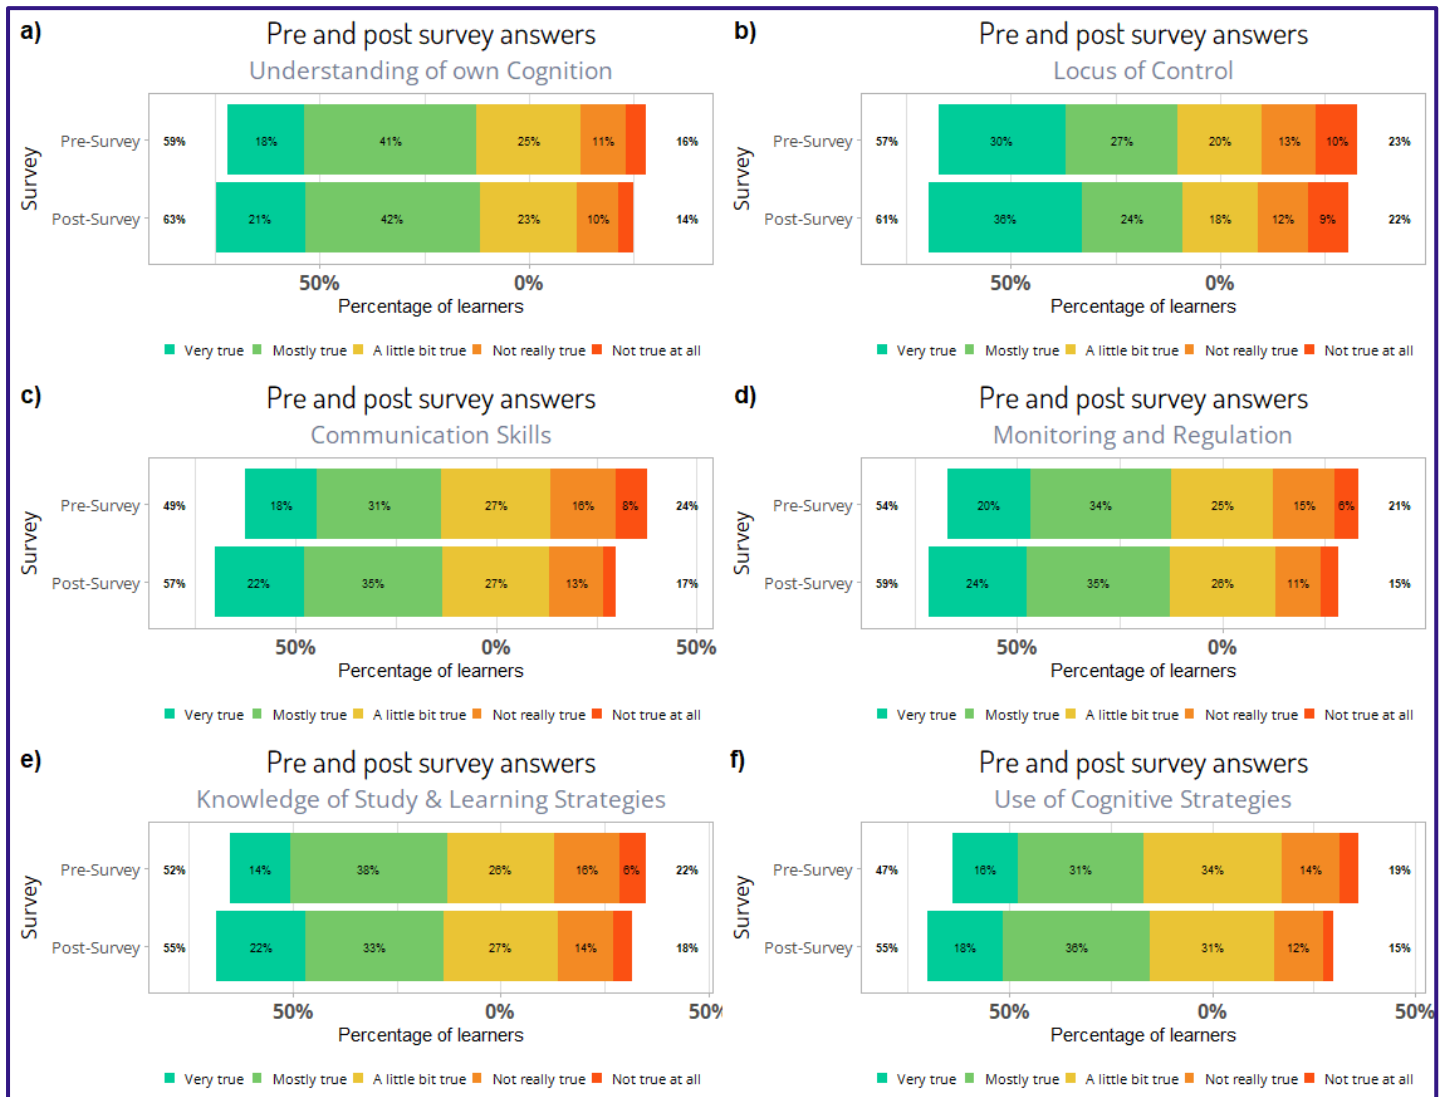 a)
Pre and post survey answers
Understanding of own Cognition
Survey
Pre-Survey 59% 18% 41% 25% 11% 16%
Post-Survey 63% 21% 42% 23% 10% 14%
50% 0%
Percentage of learners
Very true Mostly true A little bit true Not really true Not true at all
b)
Pre and post survey answers
Locus of Control
Survey
Pre-Survey 57% 30% 27% 20% 13% 10% 23%
Post-Survey 61% 36% 24% 18% 12% 9% 22%
50% 0%
Percentage of learners
Very true Mostly true A little bit true Not really true Not true at all
c)
Pre and post survey answers
Communication Skills
Survey
Pre-Survey 49% 18% 31% 27% 16% 8% 24%
Post-Survey 57% 22% 35% 27% 13% 17%
50% 0% 50%
Percentage of learners
Very true Mostly true A little bit true Not really true Not true at all
d)
Pre and post survey answers
Monitoring and Regulation
Survey
Pre-Survey 54% 20% 34% 25% 15% 6% 21%
Post-Survey 59% 24% 35% 26% 11% 15%
50% 0%
Percentage of learners
Very true Mostly true A little bit true Not really true Not true at all
e)
Pre and post survey answers
Knowledge of Study & Learning Strategies
Survey
Pre-Survey 52% 14% 38% 26% 16% 6% 22%
Post-Survey 55% 22% 33% 27% 14% 18%
50% 0% 50%
Percentage of learners
Very true Mostly true A little bit true Not really true Not true at all
f)
Pre and post survey answers
Use of Cognitive Strategies
Survey
Pre-Survey 47% 16% 31% 34% 14% 19%
Post-Survey 55% 18% 36% 31% 12% 15%
50% 0% 50%
Percentage of learners
Very true Mostly true A little bit true Not really true Not true at all